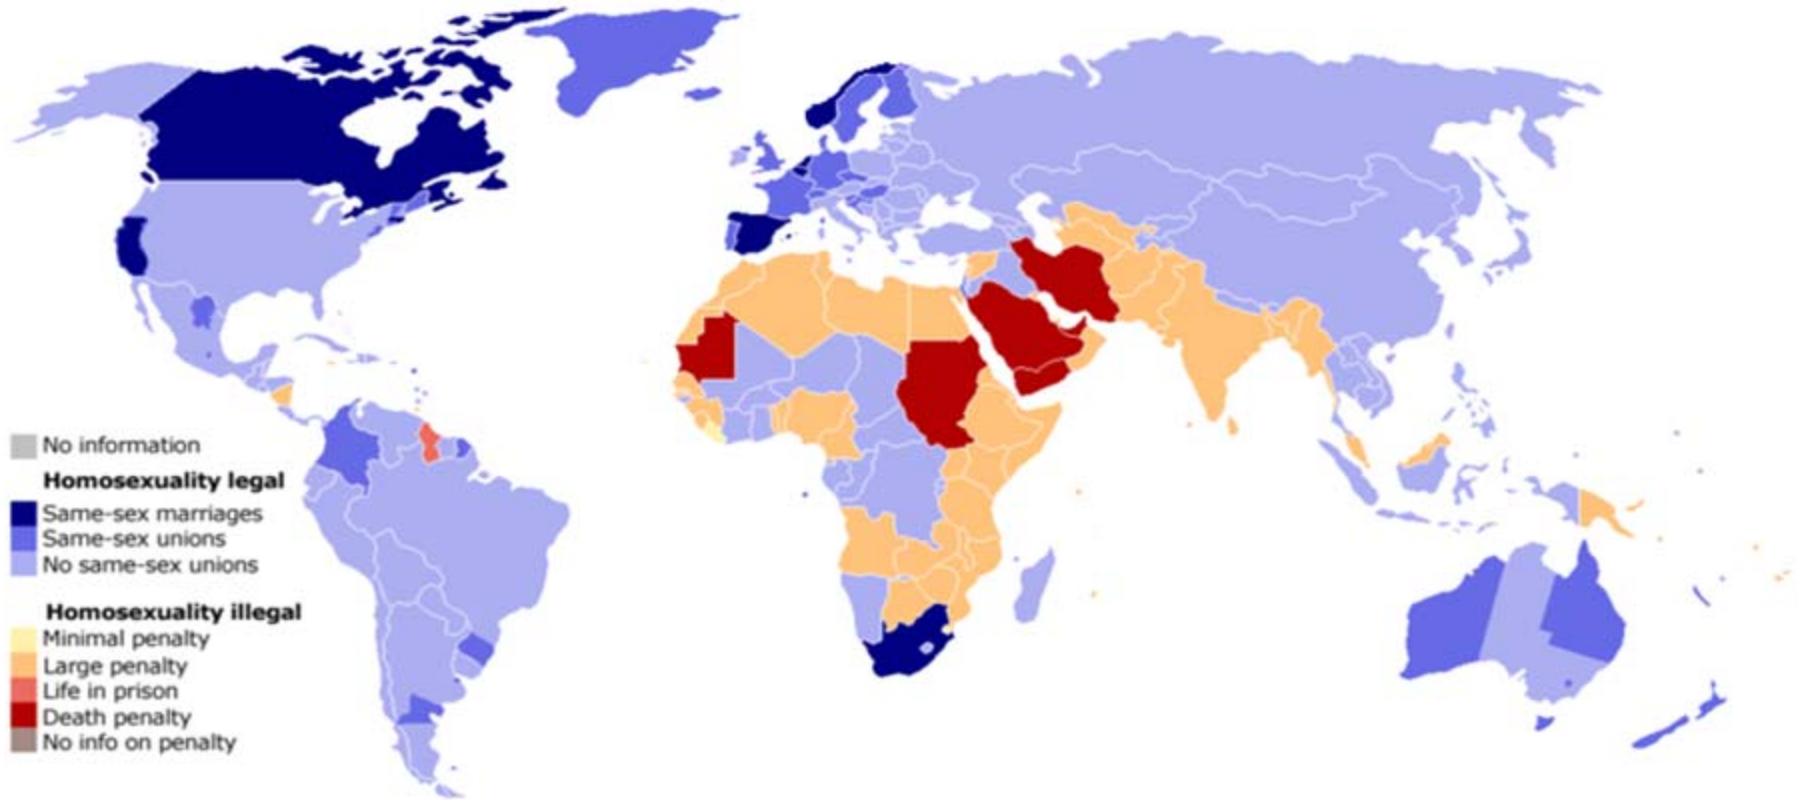 No information
Homosexuality legal
Same-sex marriages
Same-sex unions
No same-sex unions
Homosexuality illegal
Minimal penalty
Large penalty
Life in prison
Death penalty
No info on penalty